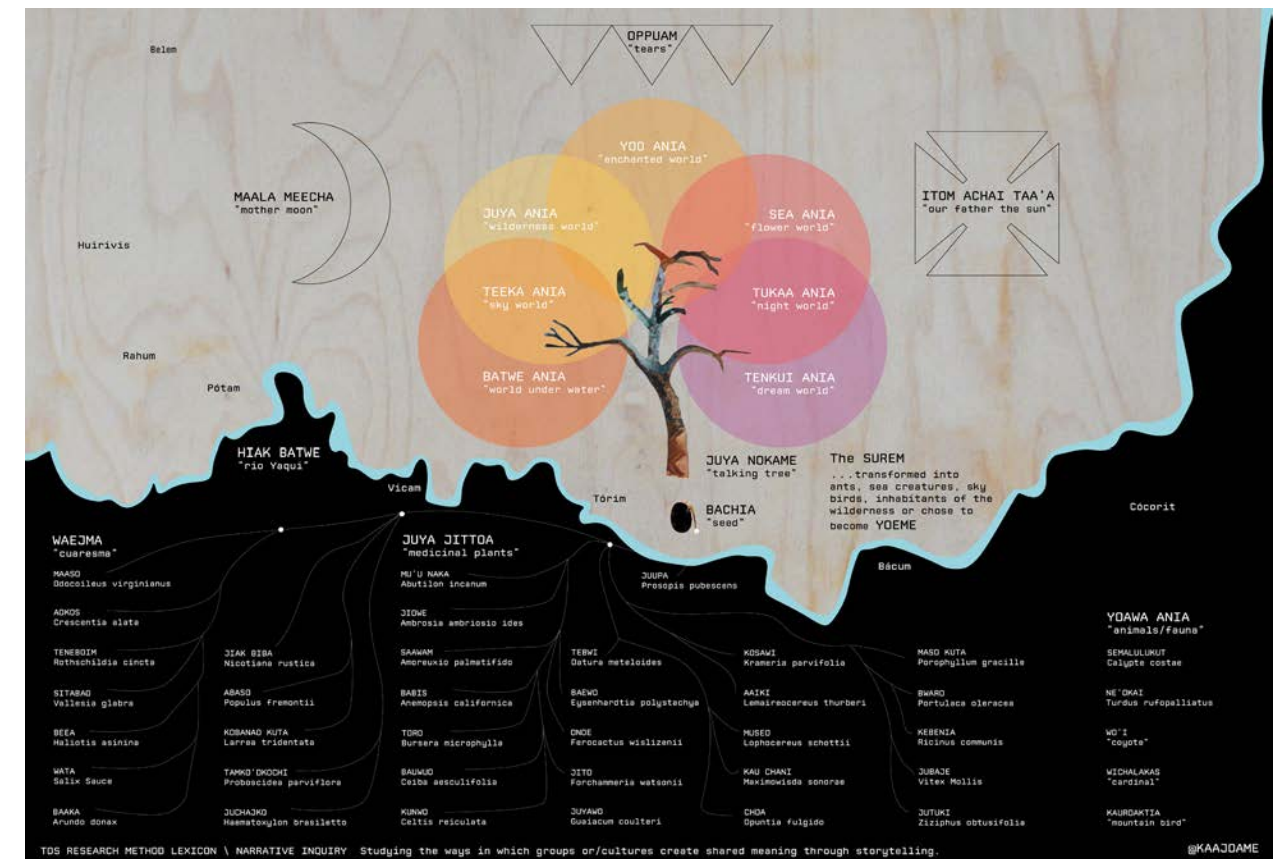 OPPUAM
"tears"
Belem
YOO ANIA
"enchanted world"
MAALA MEECHA
"mother moon"
ITOM ACHAI TAA'A
"our father the sun"
JUYA ANIA
"wilderness world"
SEA ANIA
"flower world"
Huirivis
TEEKA ANIA
"sky world"
TUKAA ANIA
"night world"
Rahum
Pótam
BATWE ANIA
"world under water"
TENKUI ANIA
"dream world"
HIAK BATWE
"rio Yaqui"
Vícam
Tórim
JUYA NOKAME
"talking tree"
BACHIA
"seed"
The SUREM
...transformed into
ants, sea creatures, sky
birds, inhabitants of the
wilderness or chose to
become YOEME
Cócorit
Bácum
WAEJMA
"cuaresma"
MAASO
Odocoileus virginianus
AOKOS
Crescentia alata
TENEBOIM
Rothschildia cincta
SITABAO
Vallesia glabra
BEEA
Haliotis asinina
WATA
Salix Sauce
BAAKA
Arundo donax
JIAK BIBA
Nicotiana rustica
ABASO
Populus fremontii
KOBANAO KUTA
Larrea tridentata
TAMKO'OKOCHI
Proboscidea parviflora
JUCHAJKO
Haematoxylon brasiletto
JUYA JITTOA
"medicinal plants"
MU'U NAKA
Abutilon incanum
JIOWE
Ambrosia ambriosio ides
SAAWAM
Amoreuxio palmatifido
BABIS
Anemopsis californica
TORO
Bursera microphylla
BAUWUO
Ceiba aesculifolia
KUNWO
Celtis reiculata
JUUPA
Prosopis pubescens
TEBWI
Datura meteloides
BAEWO
Eysenhardtia polystachya
ONOE
Ferocactus wislizenii
JITO
Forchammeria watsonii
JUYAWO
Guaiacum coulteri
KOSAWI
Krameria parvifolia
AAIKI
Lemaireocereus thurberi
MUSEO
Lophocereus schottii
KAU CHANI
Maximowisda sonorae
CHOA
Opuntia fulgido
MASO KUTA
Porophyllum gracille
BWARO
Portulaca oleracea
KEBENIA
Ricinus communis
JUBAJE
Vitex Mollis
JUTUKI
Ziziphus obtusifolia
YOAWA ANIA
"animals/fauna"
SEMALULUKUT
Calypte costae
NE'OKAI
Turdus rufopalliatus
WO'I
"coyote"
WICHALAKAS
"cardinal"
KAUROAKTIA
"mountain bird"
TDS RESEARCH METHOD LEXICON \ NARRATIVE INQUIRY Studying the ways in which groups or/cultures create shared meaning through storytelling.
@KAAJOAME